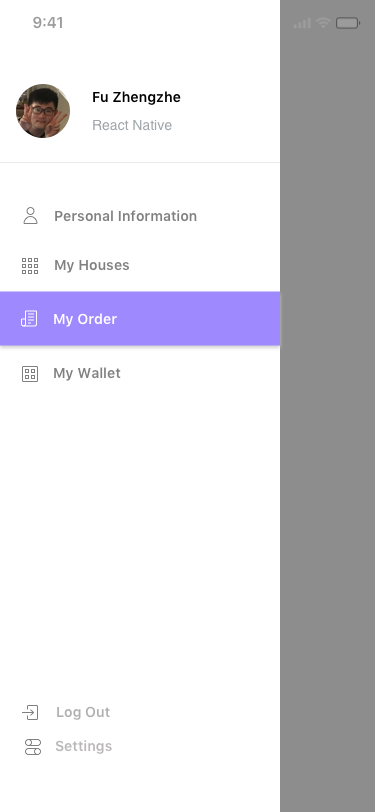 9:41
Fu Zhengzhe
React Native
Personal Information
My Houses
My Order
My Wallet
Log Out
Settings